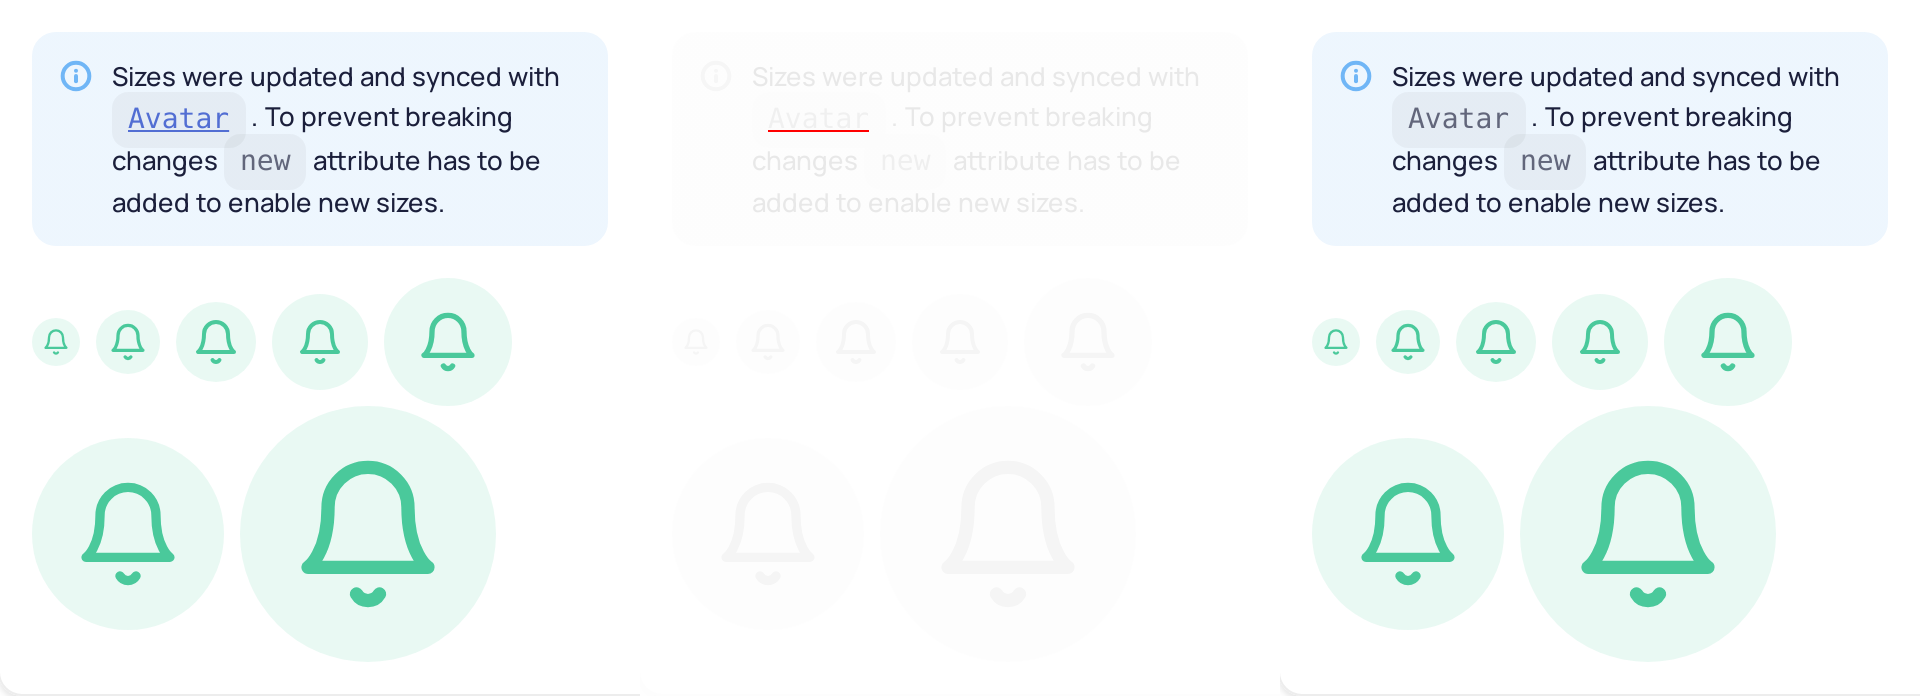 Sizes were updated and synced with
Avatar . To prevent breaking
changes new attribute has to be
added to enable new sizes.
Sizes were updated and synced with
Avatar . To prevent breaking
changes new attribute has to be
added to enable new sizes.
Sizes were updated and synced with
Avatar . To prevent breaking
changes new attribute has to be
added to enable new sizes.